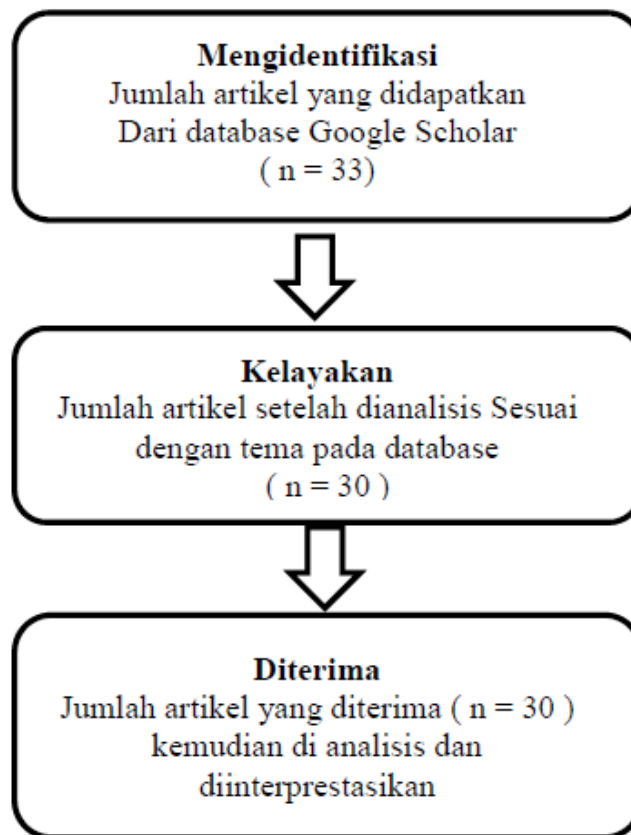 Mengidentifikasi
Jumlah artikel yang didapatkan
Dari database Google Scholar
( n = 33)
Kelayakan
Jumlah artikel setelah dianalisis Sesuai
dengan tema pada database
( n = 30 )
Diterima
Jumlah artikel yang diterima ( n = 30 )
kemudian di analisis dan
diinterprestasikan